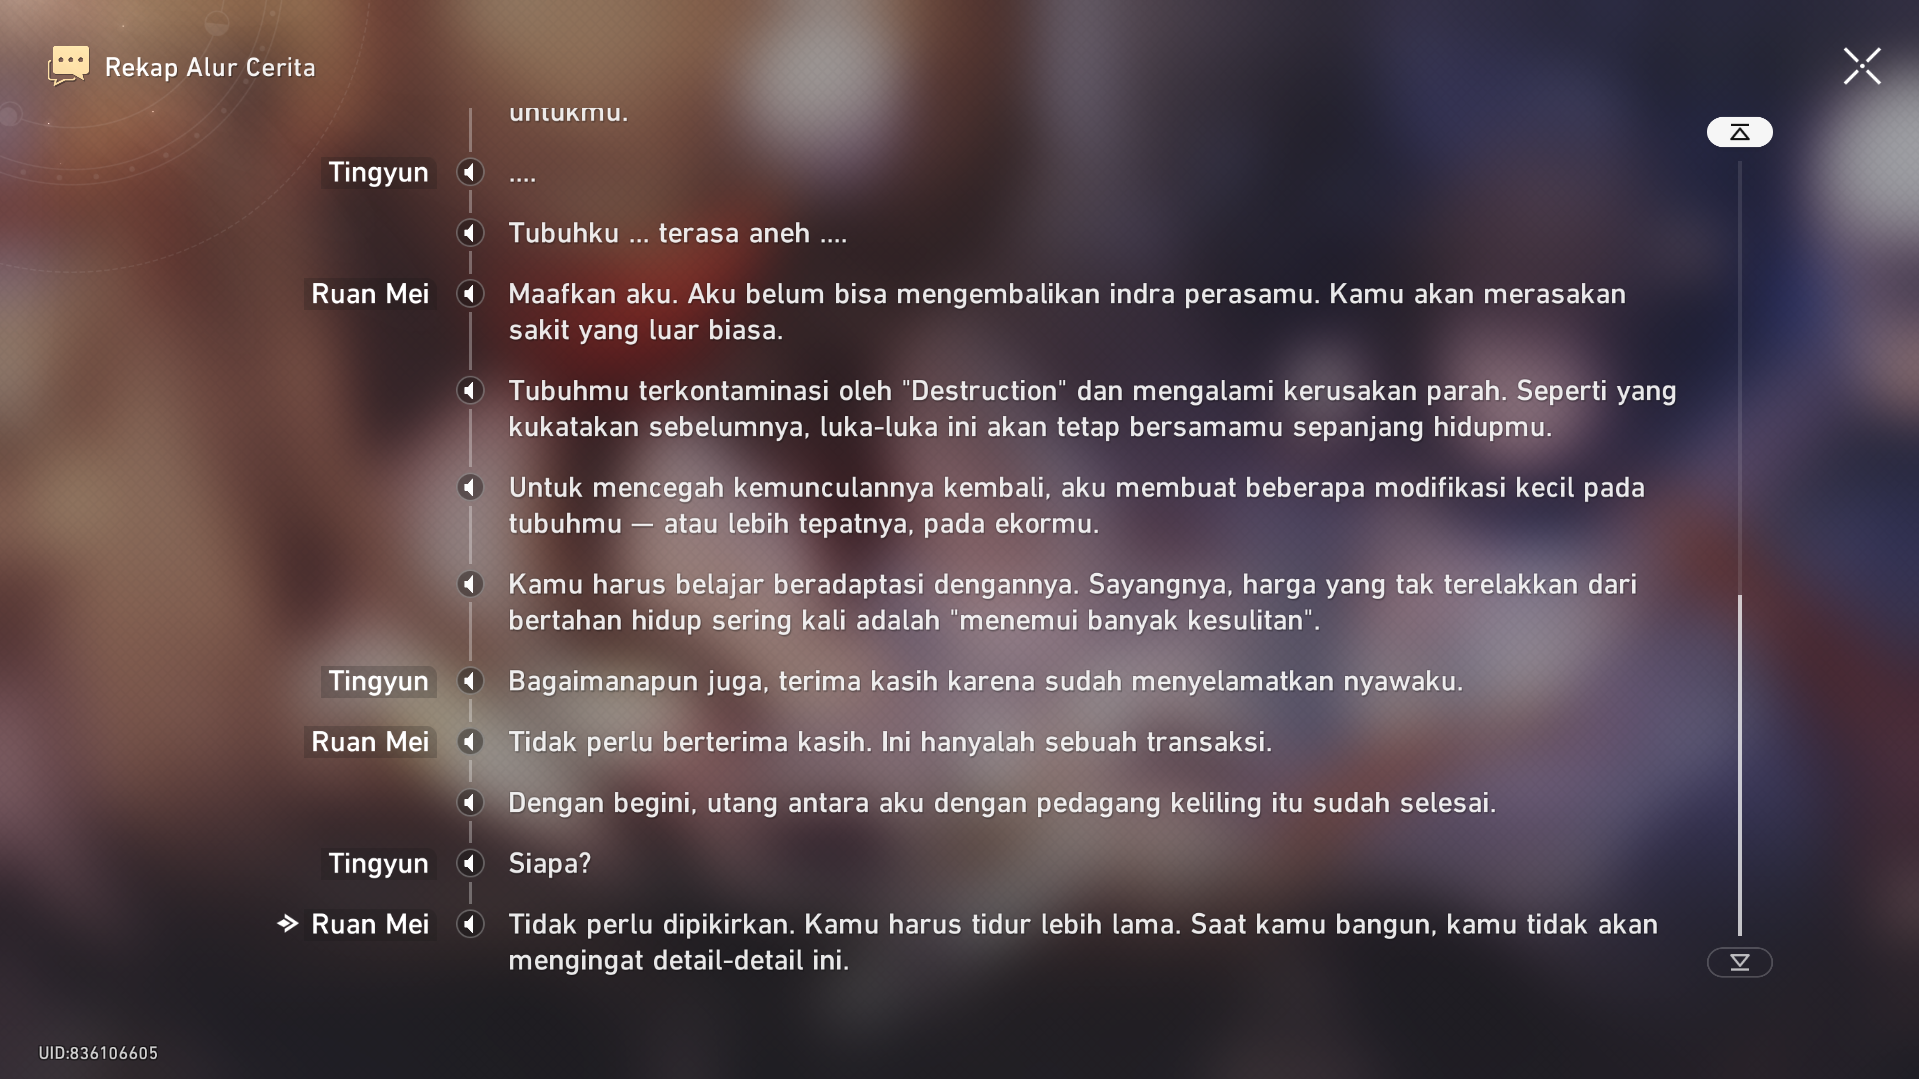 Rekap Alur Cerita
untukmu.
Tingyun
....
Tubuhku ... terasa aneh ....
Ruan Mei
Maafkan aku. Aku belum bisa mengembalikan indra perasamu. Kamu akan merasakan
sakit yang luar biasa.
Tubuhmu terkontaminasi oleh "Destruction" dan mengalami kerusakan parah. Seperti yang
kukatakan sebelumnya, luka-luka ini akan tetap bersamamu sepanjang hidupmu.
Untuk mencegah kemunculannya kembali, aku membuat beberapa modifikasi kecil pada
tubuhmu — atau lebih tepatnya, pada ekormu.
Kamu harus belajar beradaptasi dengannya. Sayangnya, harga yang tak terelakkan dari
bertahan hidup sering kali adalah "menemui banyak kesulitan".
Tingyun
Bagaimanapun juga, terima kasih karena sudah menyelamatkan nyawaku.
Ruan Mei
Tidak perlu berterima kasih. Ini hanyalah sebuah transaksi.
Dengan begini, utang antara aku dengan pedagang keliling itu sudah selesai.
Tingyun
Siapa?
Ruan Mei
Tidak perlu dipikirkan. Kamu harus tidur lebih lama. Saat kamu bangun, kamu tidak akan
mengingat detail-detail ini.
UID:836106605